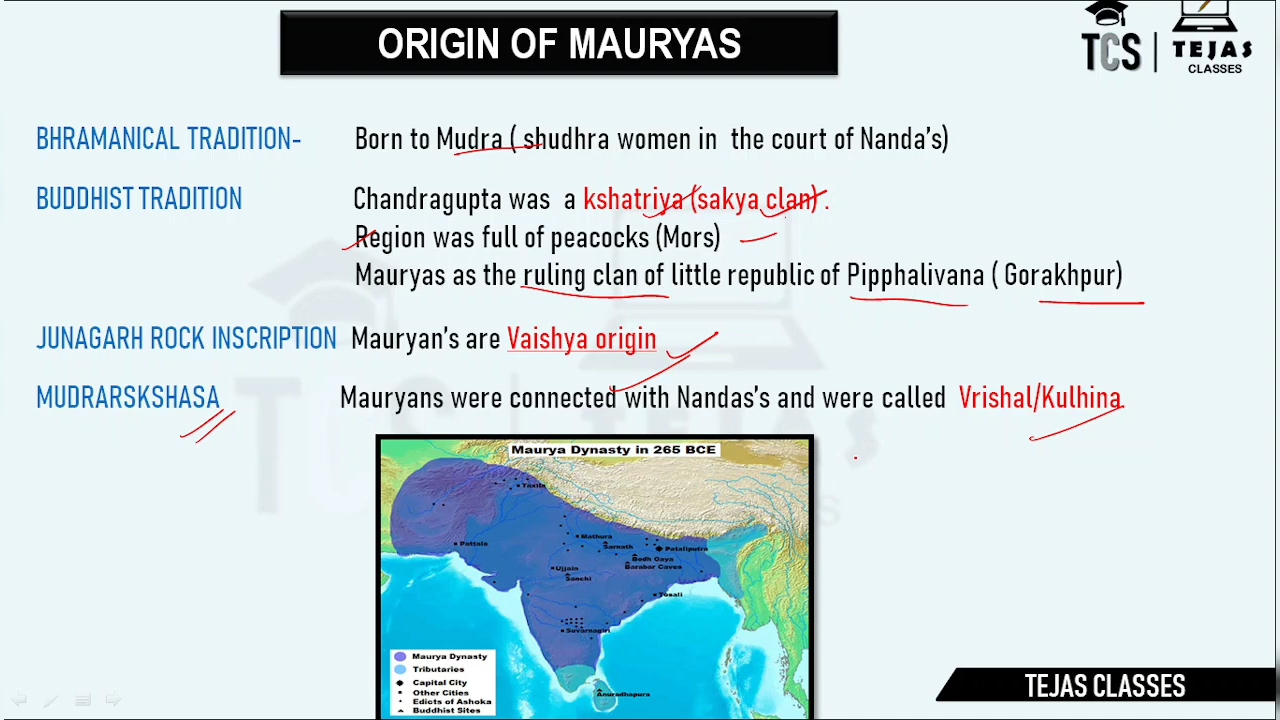 ORIGIN OF MAURYAS
TCS | TEJAS
CLASSES
BHRAMANICAL TRADITION- Born to Mudra ( shudhra women in the court of Nanda's)
BUDDHIST TRADITION Chandragupta was a kshatriya (sakya clan) .
Region was full of peacocks (Mors)
Mauryas as the ruling clan of little republic of Pipphalivana ( Gorakhpur)
JUNAGARH ROCK INSCRIPTION Mauryan's are Vaishya origin
MUDRARSKSHASA Mauryans were connected with Nandas's and were called Vrishal/Kulhina.
Maurya Dynasty in 265 BCE
Taxila
Mathura
Pattala
Sarnath
Pataliputra
Bodh Gaya
Ujjain
Barabar Caves
Sanchi
Tosali
Suvarnagiri
Maurya Dynasty
Tributaries
Capital City
Other Cities
Edicts of Ashoka
Buddhist Sites
Anuradhapura
TCS
TEJAS
TEJAS CLASSES